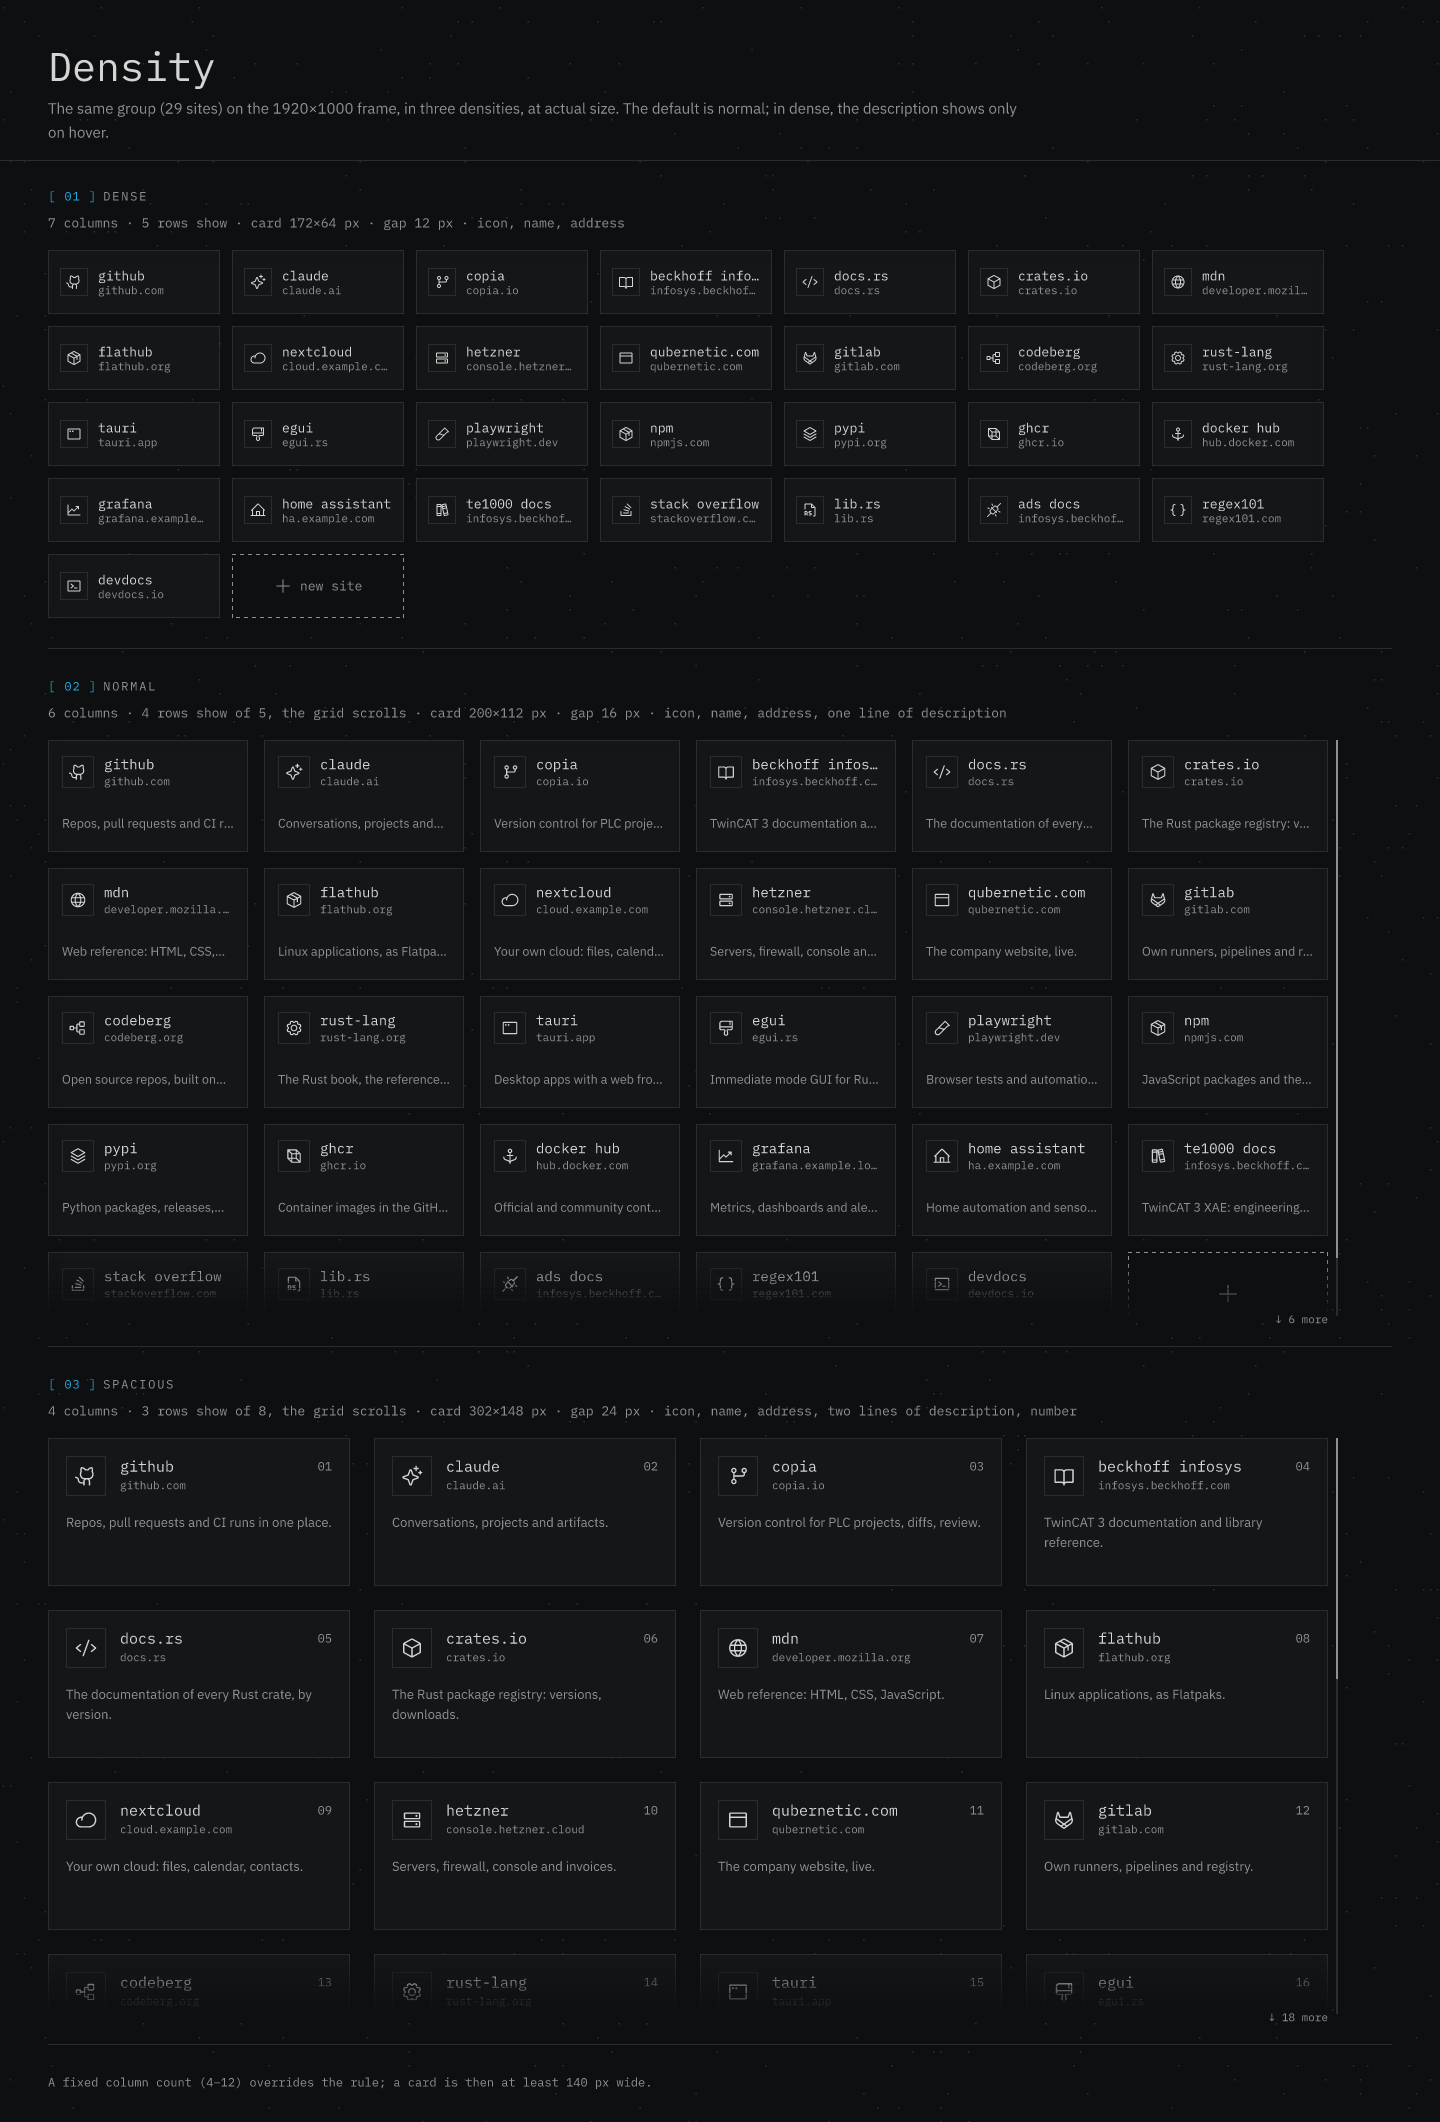 Density
The same group (29 sites) on the 1920×1000 frame, in three densities, at actual size. The default is normal; in dense, the description shows only
on hover.
[ 01 ] DENSE
7 columns · 5 rows show · card 172×64 px · gap 12 px · icon, name, address
github claude copia beckhoff info… docs.rs crates.io mdn
github.com claude.ai copia.io infosys.beckhof… docs.rs crates.io developer.mozil…
flathub nextcloud hetzner qubernetic.com gitlab codeberg rust-lang
flathub.org cloud.example.c… console.hetzner… qubernetic.com gitlab.com codeberg.org rust-lang.org
tauri egui playwright npm pypi ghcr docker hub
tauri.app egui.rs playwright.dev npmjs.com pypi.org ghcr.io hub.docker.com
grafana home assistant te1000 docs stack overflow lib.rs ads docs regex101
grafana.example… ha.example.com infosys.beckhof… stackoverflow.c… lib.rs infosys.beckhof… regex101.com
devdocs + new site
devdocs.io
[ 02 ] NORMAL
6 columns · 4 rows show of 5, the grid scrolls · card 200×112 px · gap 16 px · icon, name, address, one line of description
github claude copia beckhoff infos… docs.rs crates.io
github.com claude.ai copia.io infosys.beckhoff.c… docs.rs crates.io
Repos, pull requests and CI r… Conversations, projects and… Version control for PLC proje… TwinCAT 3 documentation a… The documentation of every… The Rust package registry: v…
mdn flathub nextcloud hetzner qubernetic.com gitlab
developer.mozilla.… flathub.org cloud.example.com console.hetzner.cl… qubernetic.com gitlab.com
Web reference: HTML, CSS,… Linux applications, as Flatpa… Your own cloud: files, calend… Servers, firewall, console an… The company website, live. Own runners, pipelines and r…
codeberg rust-lang tauri egui playwright npm
codeberg.org rust-lang.org tauri.app egui.rs playwright.dev npmjs.com
Open source repos, built on… The Rust book, the reference… Desktop apps with a web fro… Immediate mode GUI for Ru… Browser tests and automatio… JavaScript packages and the…
pypi ghcr docker hub grafana home assistant te1000 docs
pypi.org ghcr.io hub.docker.com grafana.example.lo… ha.example.com infosys.beckhoff.c…
Python packages, releases,… Container images in the GitH… Official and community cont… Metrics, dashboards and ale… Home automation and senso… TwinCAT 3 XAE: engineering…
stack overflow lib.rs ads docs regex101 devdocs
stackoverflow.com lib.rs infosys.beckhoff.c… regex101.com devdocs.io
↓ 6 more
[ 03 ] SPACIOUS
4 columns · 3 rows show of 8, the grid scrolls · card 302×148 px · gap 24 px · icon, name, address, two lines of description, number
github 01 claude 02 copia 03 beckhoff infosys 04
github.com claude.ai copia.io infosys.beckhoff.com
Repos, pull requests and CI runs in one place. Conversations, projects and artifacts. Version control for PLC projects, diffs, review. TwinCAT 3 documentation and library
reference.
docs.rs 05 crates.io 06 mdn 07 flathub 08
docs.rs crates.io developer.mozilla.org flathub.org
The documentation of every Rust crate, by The Rust package registry: versions, Web reference: HTML, CSS, JavaScript. Linux applications, as Flatpaks.
version. downloads.
nextcloud 09 hetzner 10 qubernetic.com 11 gitlab 12
cloud.example.com console.hetzner.cloud qubernetic.com gitlab.com
Your own cloud: files, calendar, contacts. Servers, firewall, console and invoices. The company website, live. Own runners, pipelines and registry.
codeberg 13 rust-lang 14 tauri 15 egui 16
codeberg.org rust-lang.org tauri.app egui.rs
↓ 18 more
A fixed column count (4–12) overrides the rule; a card is then at least 140 px wide.